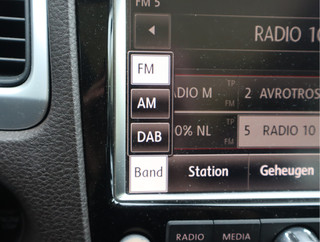 FM 5
RADIO 10
FM
DIO M TP FM 2 AVROTROS
AM
DAB
0% NL TP FM 5 RADIO 10
Band Station Geheugen
RADIO MEDIA